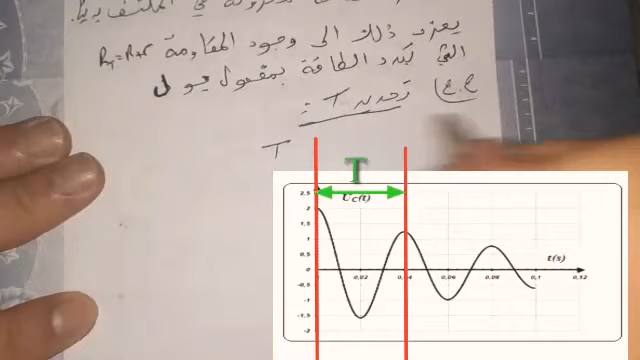 يعزى ذلك الى وجود المقاومة R_T = R+r
التي تبدد الطاقة بمفعول جول
تحديد T :
T
T
U_C(t)
2,5
2
1,5
1
0,5
0
-0,5
-1
-1,5
-2
0,02 0,04 0,06 0,08 0,1 0,12
t(s)